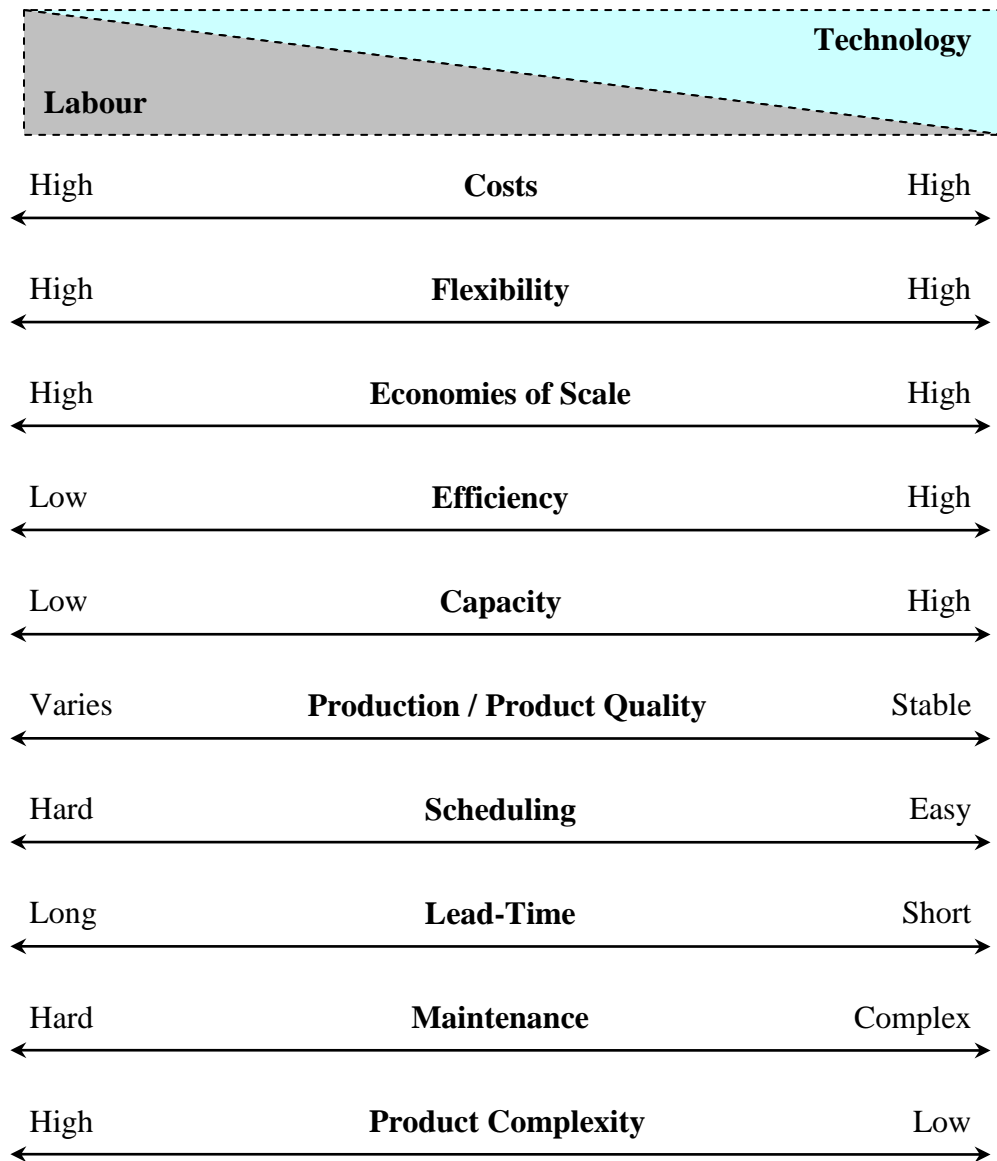 Technology
Labour
High Costs High
High Flexibility High
High Economies of Scale High
Low Efficiency High
Low Capacity High
Varies Production / Product Quality Stable
Hard Scheduling Easy
Long Lead-Time Short
Hard Maintenance Complex
High Product Complexity Low